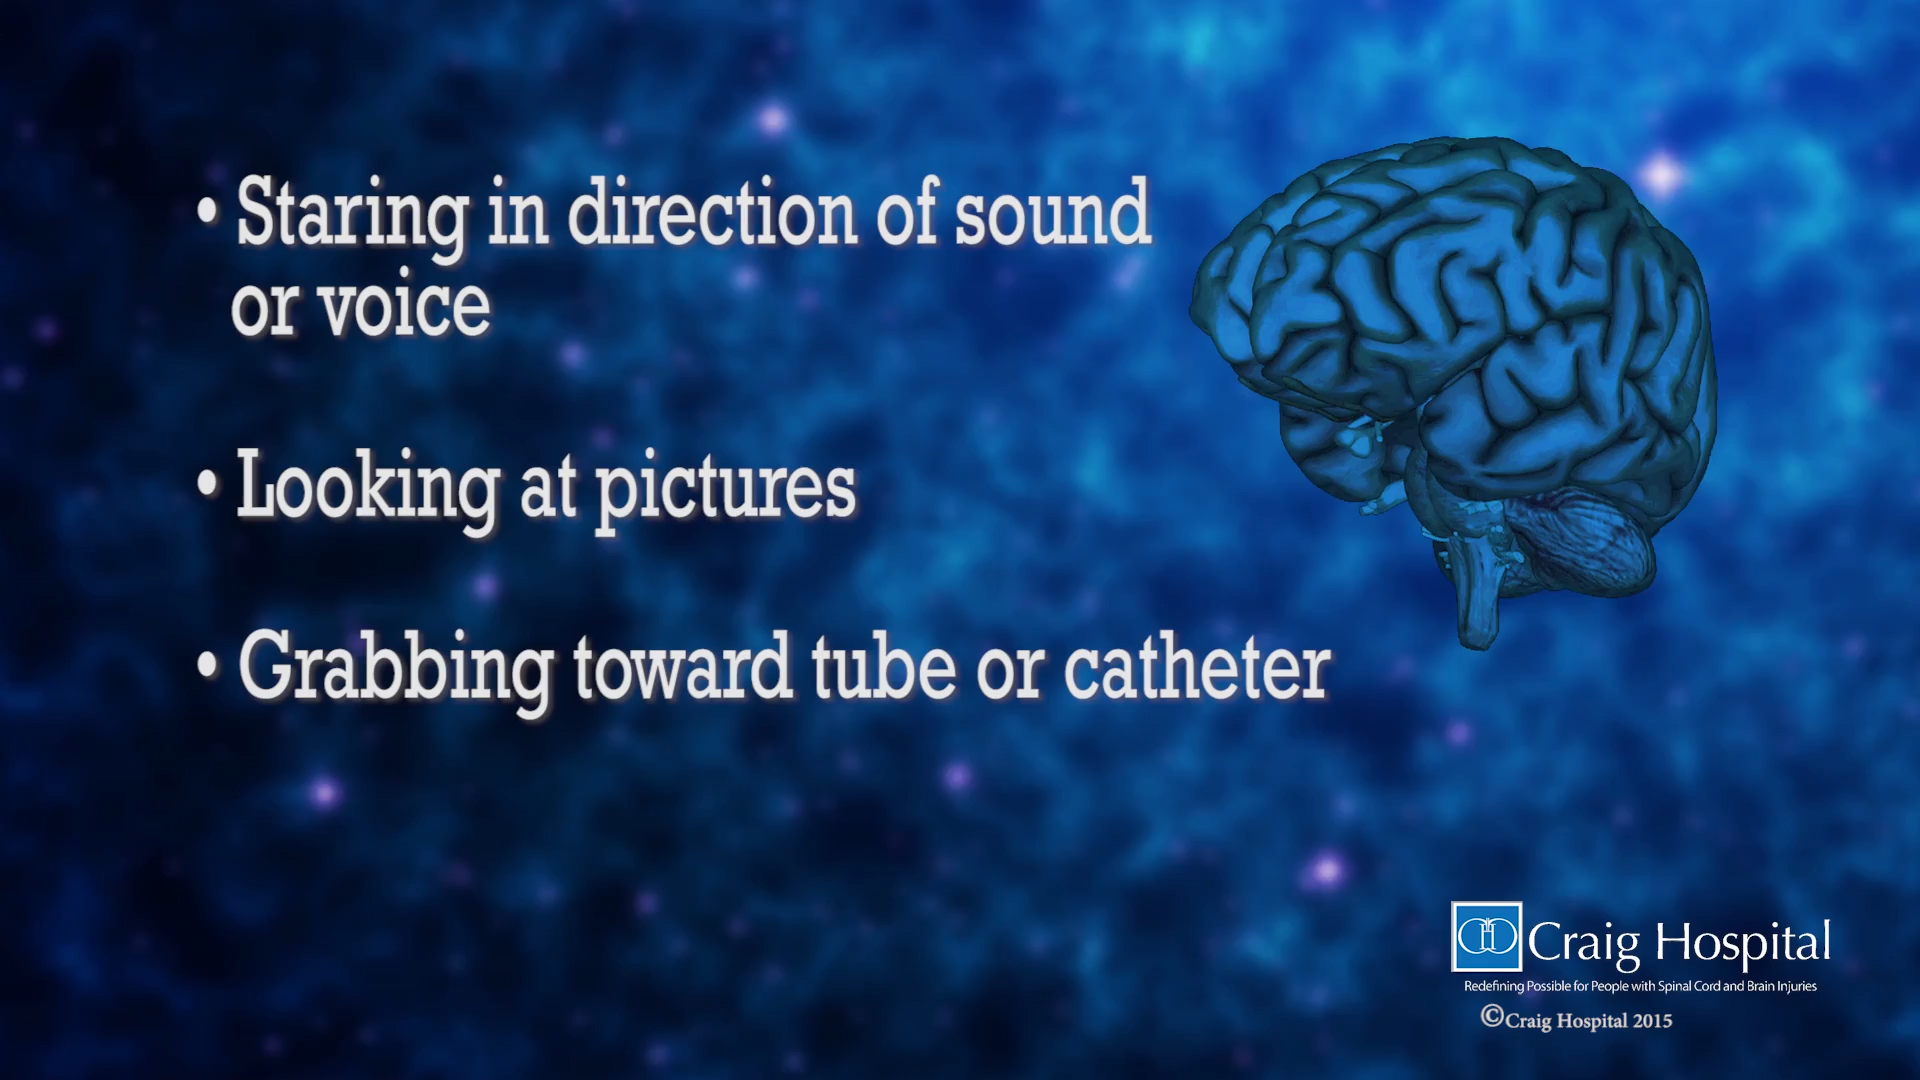 • Staring in direction of sound
or voice
• Looking at pictures
• Grabbing toward tube or catheter
Craig Hospital
Redefining Possible for People with Spinal Cord and Brain Injuries
©Craig Hospital 2015